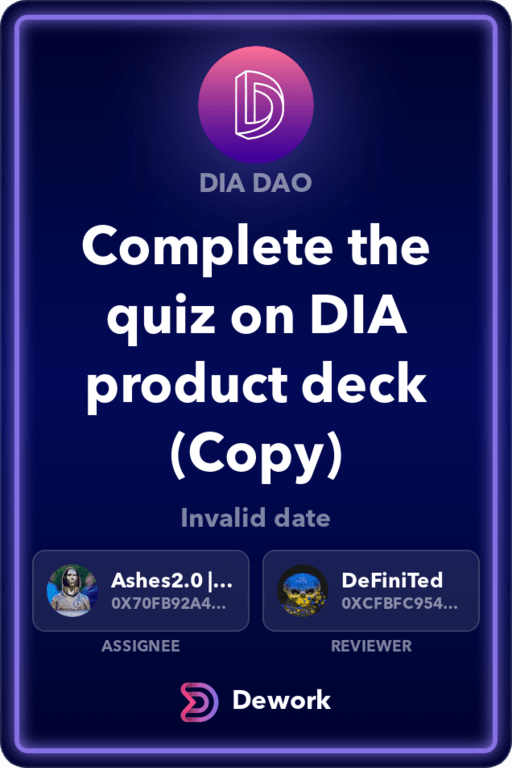 DIA DAO
Complete the
quiz on DIA
product deck
(Copy)
Invalid date
Ashes2.0 |...
0X70FB92A4...
DeFiniTed
0XCFBFC954...
ASSIGNEE
REVIEWER
Dework